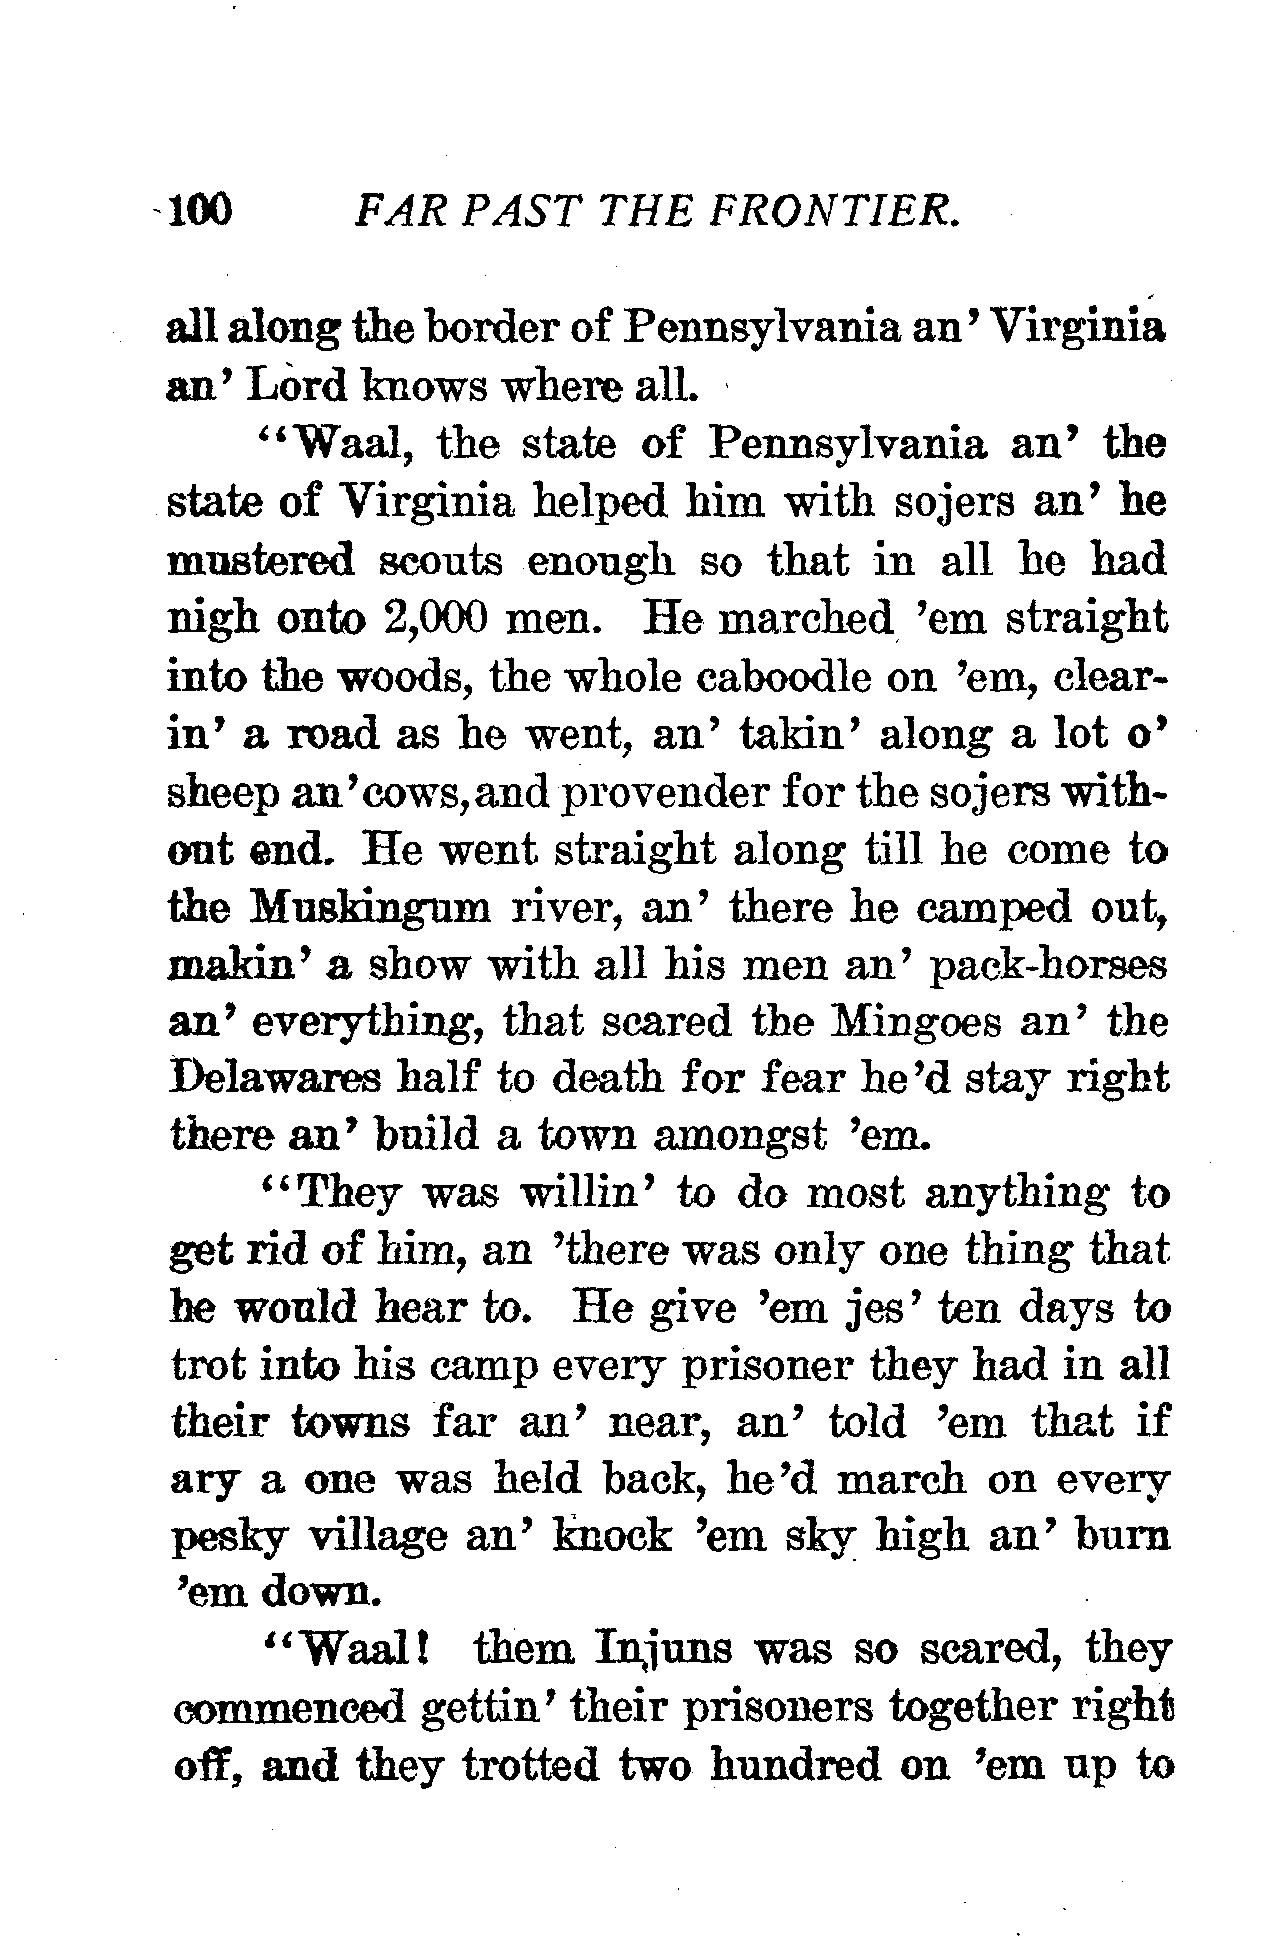 100 FAR PAST THE FRONTIER.
all along the border of Pennsylvania an' Virginia
an' Lord knows where all.
"Waal, the state of Pennsylvania an' the
state of Virginia helped him with sojers an' he
mustered scouts enough so that in all he had
nigh onto 2,000 men. He marched 'em straight
into the woods, the whole caboodle on 'em, clear-
in' a road as he went, an' takin' along a lot o'
sheep an' cows, and provender for the sojers with-
out end. He went straight along till he come to
the Muskingum river, an' there he camped out,
makin' a show with all his men an' pack-horses
an' everything, that scared the Mingoes an' the
Delawares half to death for fear he'd stay right
there an' build a town amongst 'em.
"They was willin' to do most anything to
get rid of him, an 'there was only one thing that
he would hear to. He give 'em jes' ten days to
trot into his camp every prisoner they had in all
their towns far an' near, an' told 'em that if
ary a one was held back, he'd march on every
pesky village an' knock 'em sky high an' burn
'em down.
"Waal! them Injuns was so scared, they
commenced gettin' their prisoners together right
off, and they trotted two hundred on 'em up to